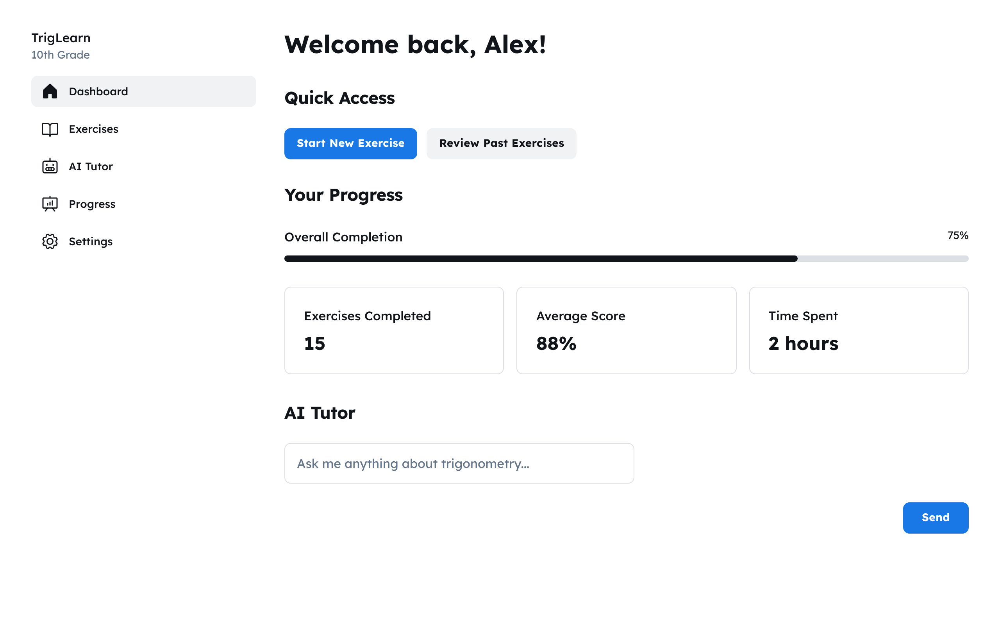 TrigLearn
10th Grade
Dashboard
Exercises
AI Tutor
Progress
Settings
Welcome back, Alex!
Quick Access
Start New Exercise
Review Past Exercises
Your Progress
Overall Completion
75%
Exercises Completed
15
Average Score
88%
Time Spent
2 hours
AI Tutor
Ask me anything about trigonometry...
Send